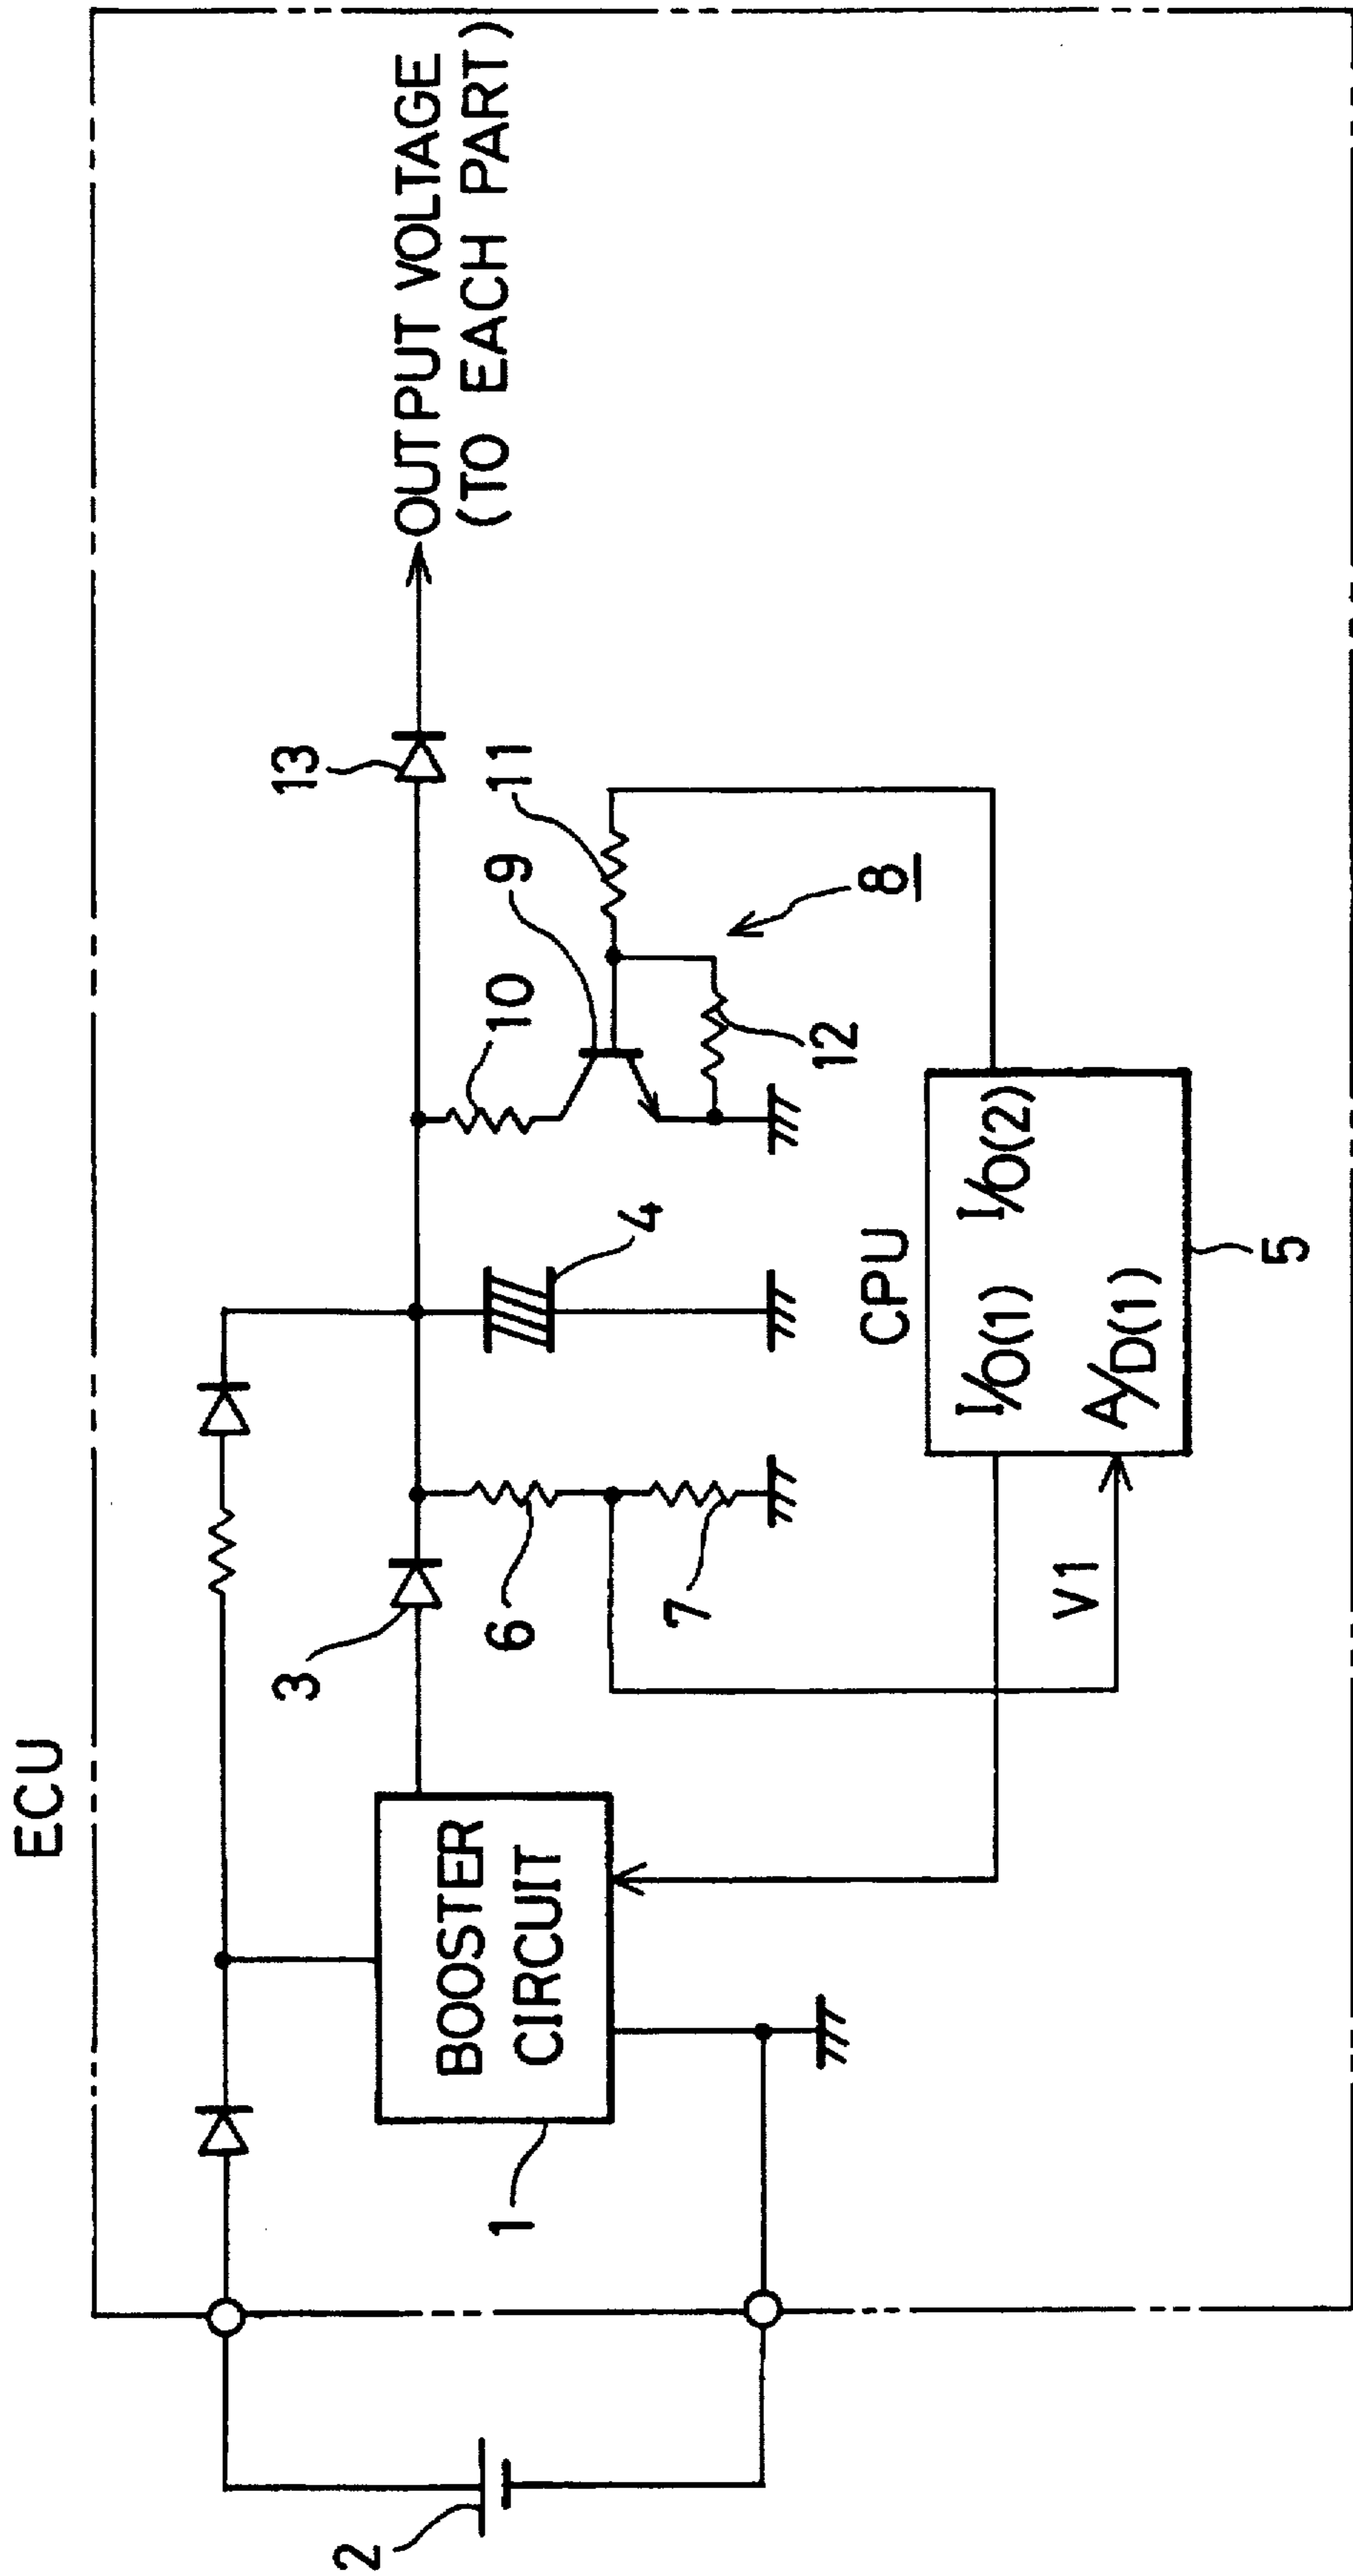 ECU
OUTPUT VOLTAGE
(TO EACH PART)
13
3
10
9
11
6
4
8
7
12
BOOSTER
CIRCUIT
1
2
V1
CPU
I/O(1) I/O(2)
A/D(1)
5